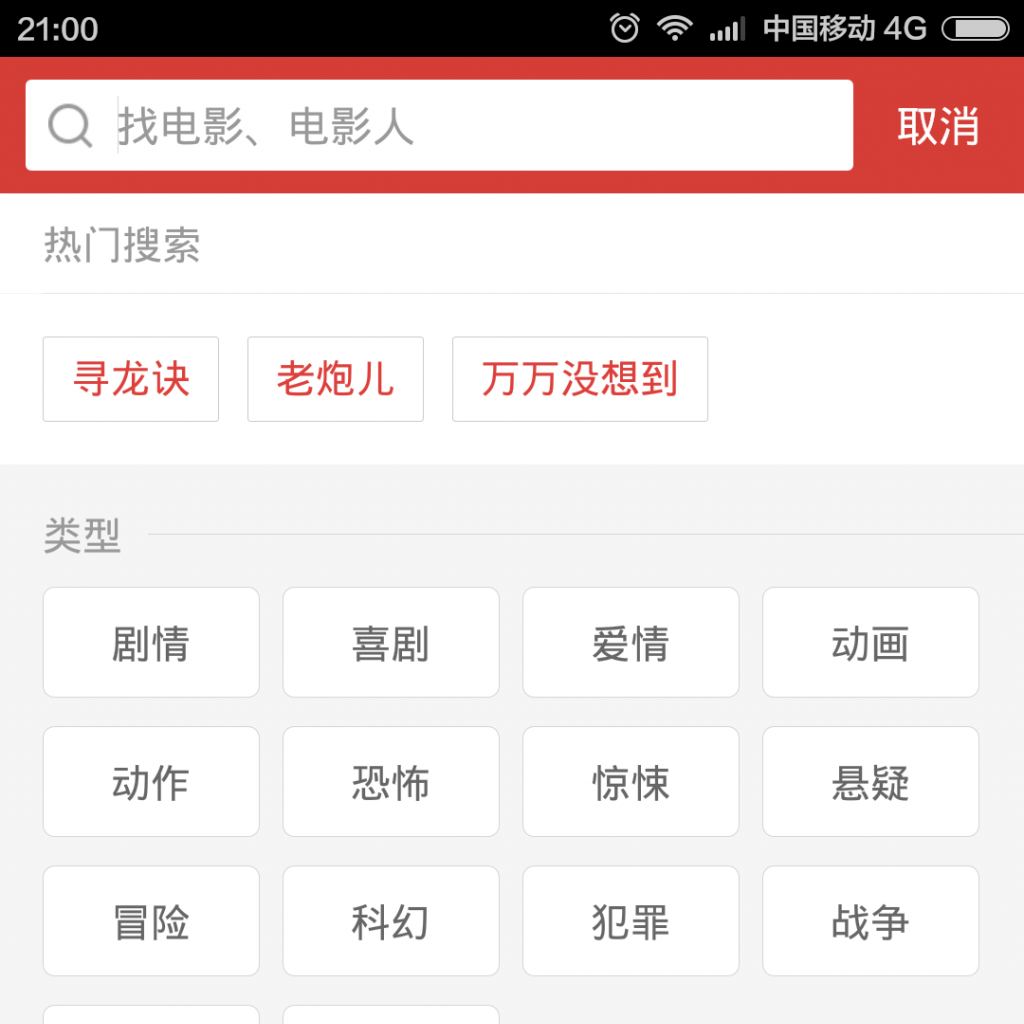 21:00 中国移动 4G
找电影、电影人 取消
热门搜索
寻龙诀 老炮儿 万万没想到
类型
剧情 喜剧 爱情 动画
动作 恐怖 惊悚 悬疑
冒险 科幻 犯罪 战争